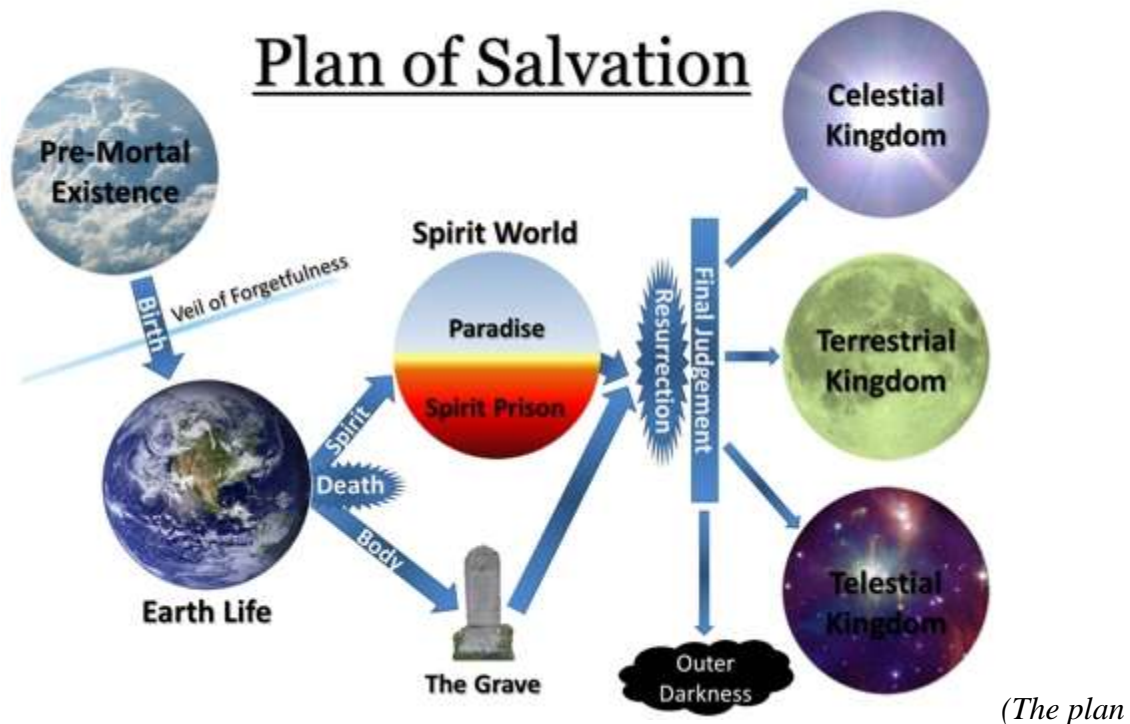 Plan of Salvation
Pre-Mortal
Existence
Birth
Veil of Forgetfulness
Earth Life
Spirit
Death
Body
Spirit World
Paradise
Spirit Prison
The Grave
Resurrection
Final Judgement
Celestial
Kingdom
Terrestrial
Kingdom
Telestial
Kingdom
Outer
Darkness
(The plan